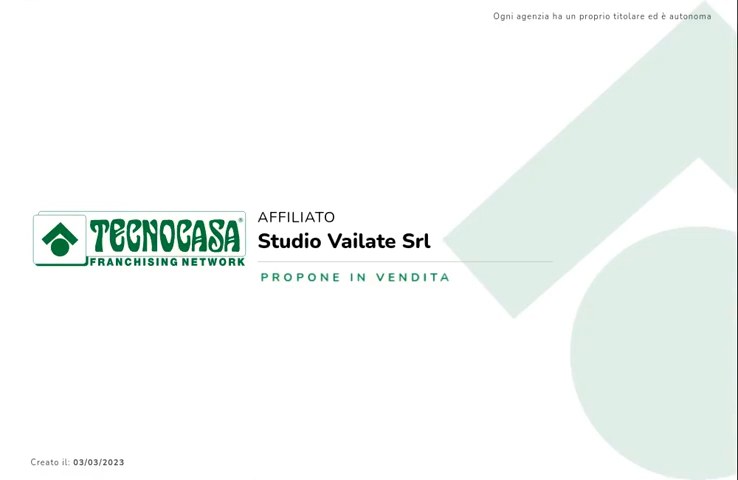 Ogni agenzia ha un proprio titolare ed è autonoma
TECNOCASA®
FRANCHISING NETWORK
AFFILIATO
Studio Vailate Srl
PROPONE IN VENDITA
Creato il: 03/03/2023